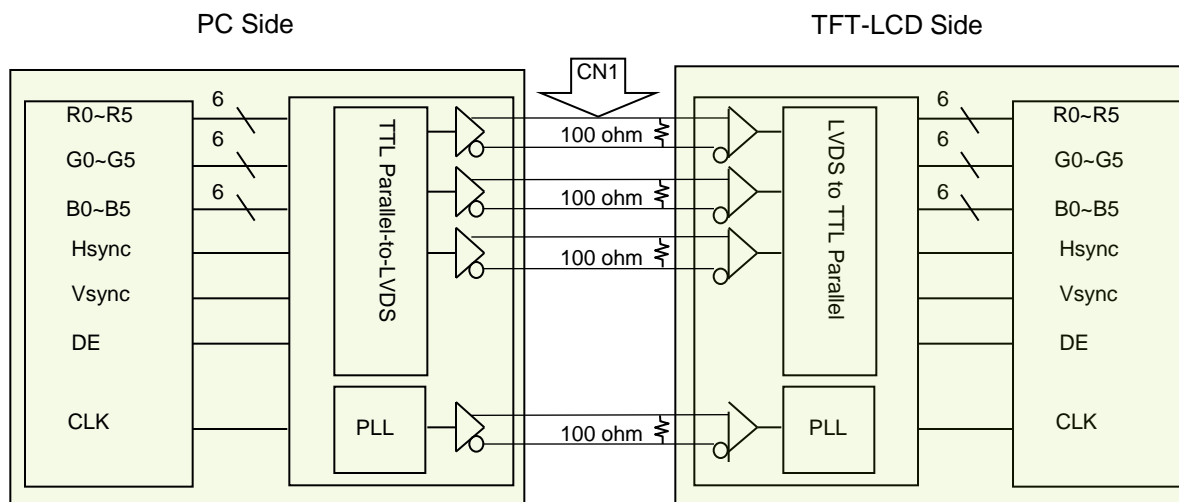 PC Side
TFT-LCD Side
CN1
R0~R5
6
G0~G5
6
B0~B5
6
Hsync
Vsync
DE
CLK
TTL Parallel-to-LVDS
PLL
100 ohm
100 ohm
100 ohm
100 ohm
LVDS to TTL Parallel
PLL
6
R0~R5
6
G0~G5
6
B0~B5
Hsync
Vsync
DE
CLK